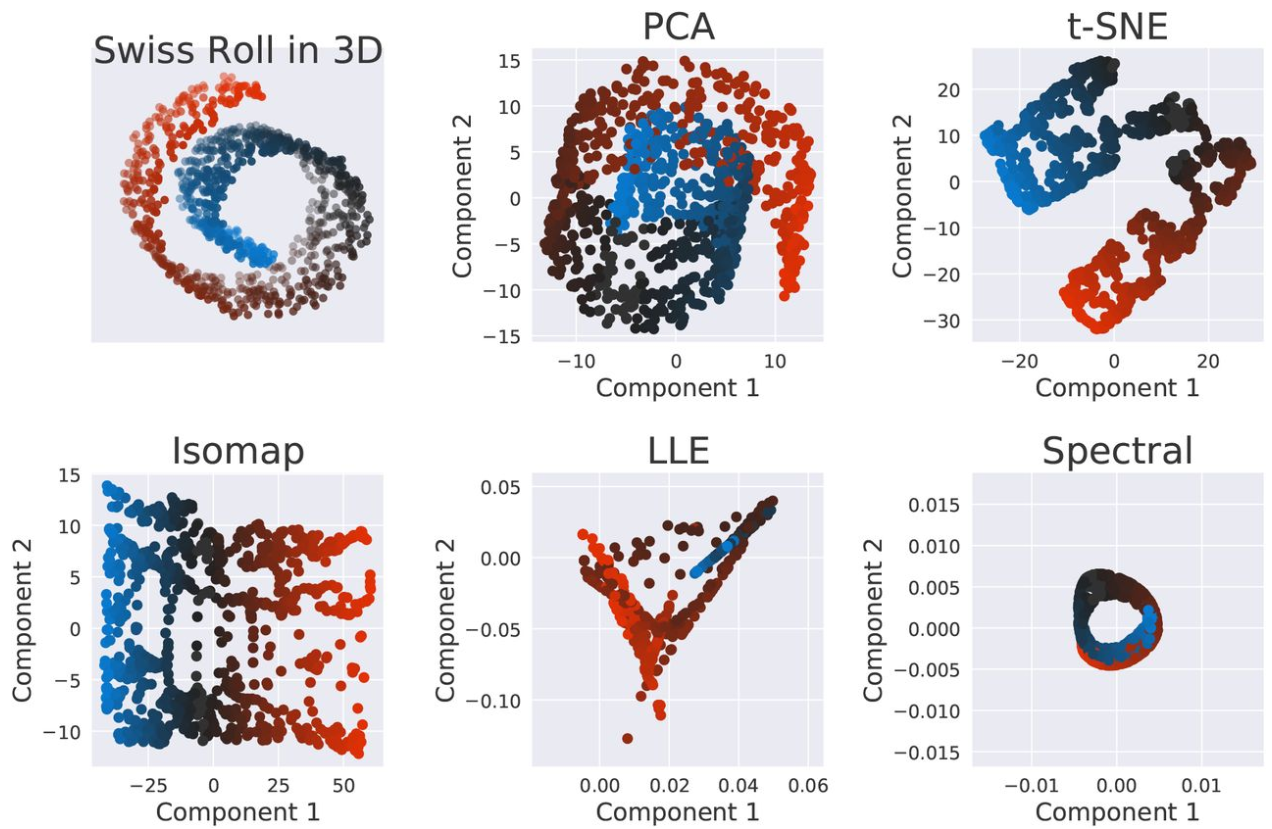 Swiss Roll in 3D
PCA
15
10
5
0
−5
−10
−15
Component 2
−10 0 10
Component 1
t-SNE
20
10
0
−10
−20
−30
Component 2
−20 0 20
Component 1
Isomap
15
10
5
0
−5
−10
Component 2
−25 0 25 50
Component 1
LLE
0.05
0.00
−0.05
−0.10
Component 2
0.00 0.02 0.04 0.06
Component 1
Spectral
0.015
0.010
0.005
0.000
−0.005
−0.010
−0.015
Component 2
−0.01 0.00 0.01
Component 1